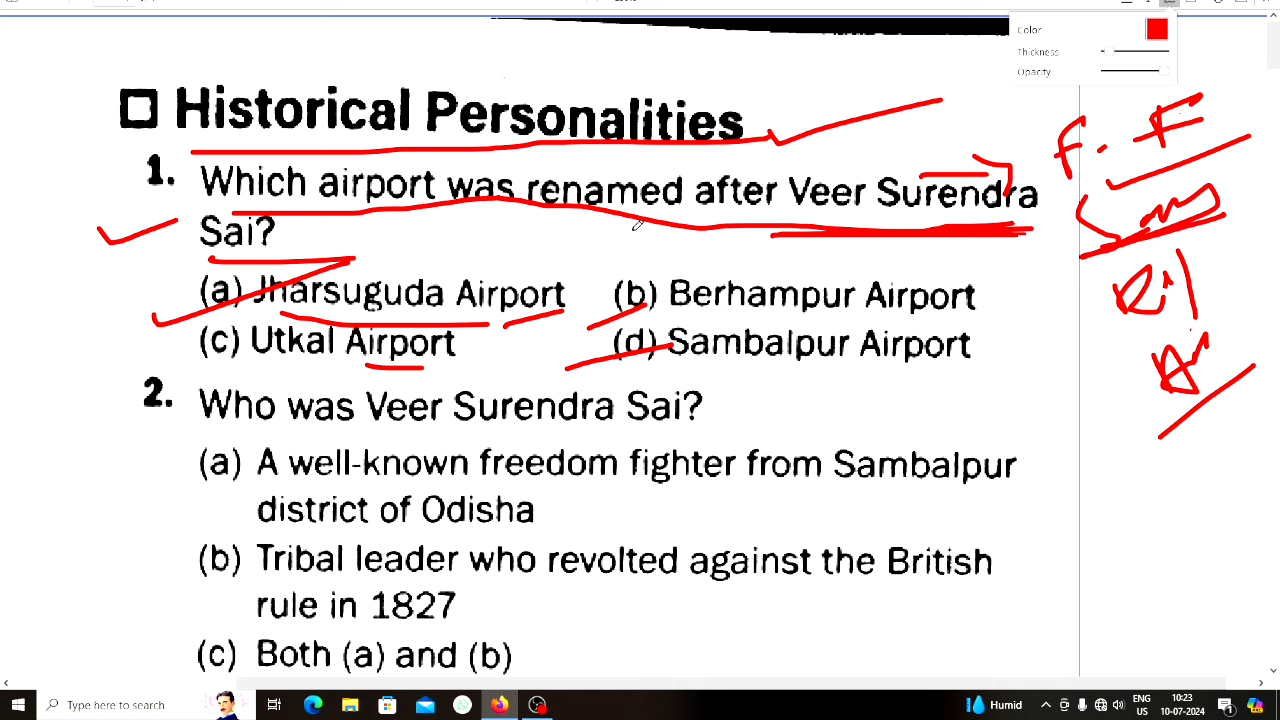 Color
Thickness
Opacity
Historical Personalities
1. Which airport was renamed after Veer Surendra
Sai?
(a) Jharsuguda Airport (b) Berhampur Airport
(c) Utkal Airport (d) Sambalpur Airport
2. Who was Veer Surendra Sai?
(a) A well-known freedom fighter from Sambalpur
district of Odisha
(b) Tribal leader who revolted against the British
rule in 1827
(c) Both (a) and (b)
F. F
Type here to search
Humid
ENG
US
10:23
10-07-2024